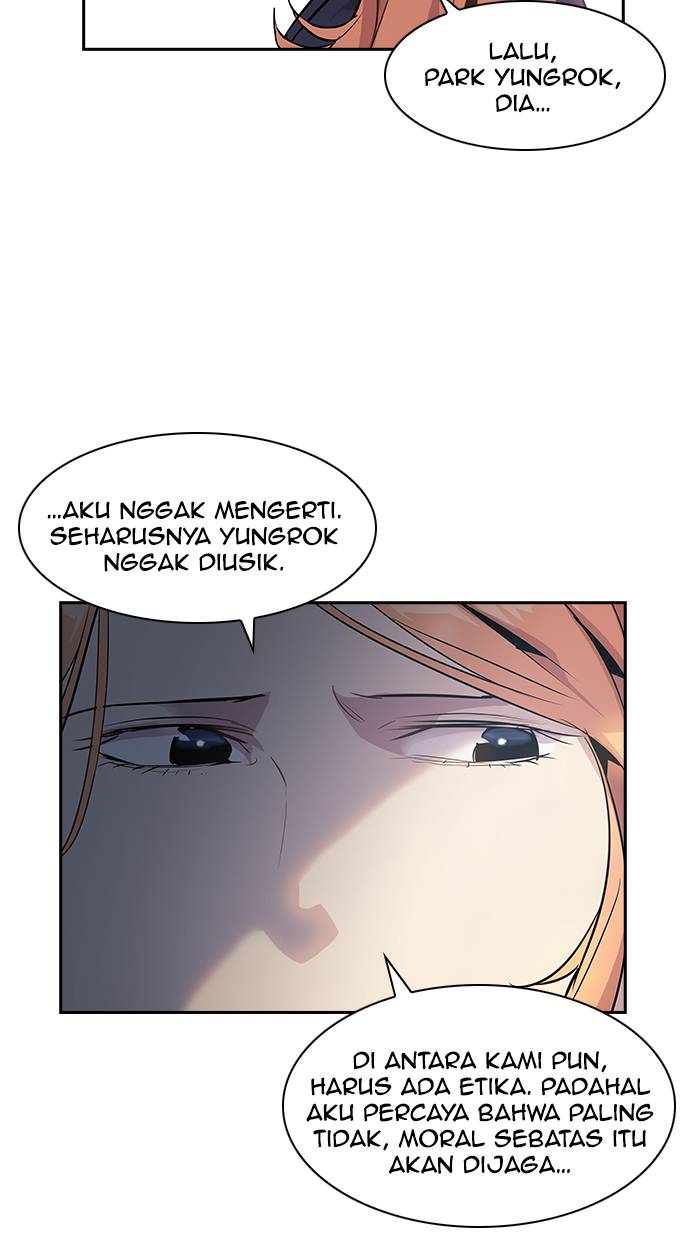 LALU,
PARK YUNGROK,
DIA...
...AKU NGGAK MENGERTI.
SEHARUSNYA YUNGROK
NGGAK DIUSIK.
DI ANTARA KAMI PUN,
HARUS ADA ETIKA. PADAHAL
AKU PERCAYA BAHWA PALING
TIDAK, MORAL SEBATAS ITU
AKAN DIJAGA...